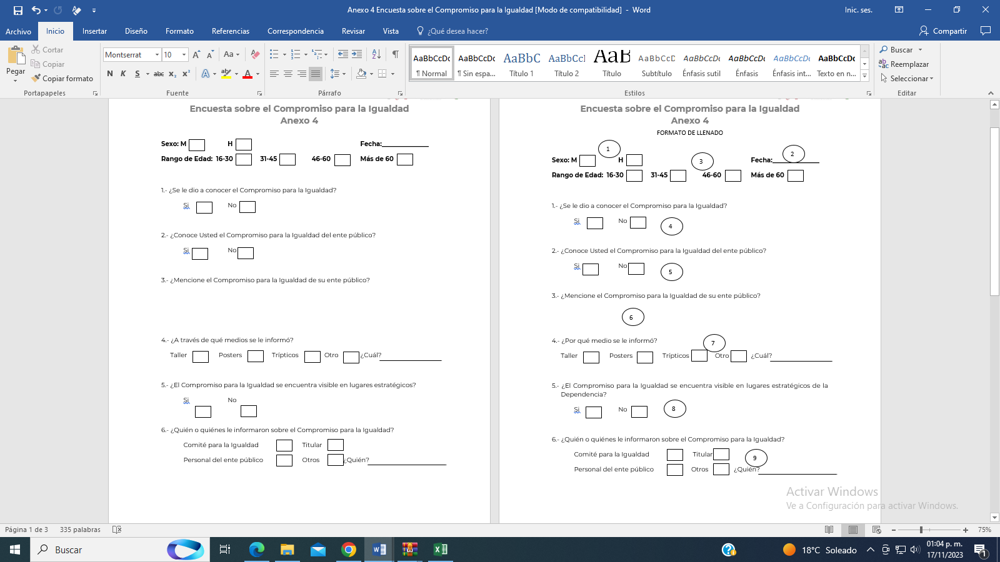 Anexo 4 Encuesta sobre el Compromiso para la Igualdad [Modo de compatibilidad] - Word
Inic. ses.
Archivo Inicio Insertar Diseño Formato Referencias Correspondencia Revisar Vista ¿Qué desea hacer? Compartir
Pegar
Cortar
Copiar
Copiar formato
Portapapeles
Montserrat 10
Aa
N K S abc x₂ x²
Fuente
Párrafo
AaBbCcDc AaBbCcDc AaBbC AaBbCcI AaB AaBbCcD AaBbCcDc AaBbCcDc AaBbCcDc AaBbCcDc
¶ Normal ¶ Sin espa... Título 1 Título 2 Título Subtítulo Énfasis sutil Énfasis Énfasis int... Texto en n...
Estilos
Buscar
Reemplazar
Seleccionar
Editar
Encuesta sobre el Compromiso para la Igualdad
Anexo 4
Sexo: M H Fecha:
Rango de Edad: 16-30 31-45 46-60 Más de 60
1.- ¿Se le dio a conocer el Compromiso para la Igualdad?
Si No
2.- ¿Conoce Usted el Compromiso para la Igualdad del ente público?
Si No
3.- ¿Mencione el Compromiso para la Igualdad de su ente público?
4.- ¿A través de qué medios se le informó?
Taller Posters Trípticos Otro ¿Cuál?
5.- ¿El Compromiso para la Igualdad se encuentra visible en lugares estratégicos?
Si No
6.- ¿Quién o quiénes le informaron sobre el Compromiso para la Igualdad?
Comité para la Igualdad Titular
Personal del ente público Otros ¿Quién?
Encuesta sobre el Compromiso para la Igualdad
Anexo 4
FORMATO DE LLENADO
1 2
Sexo: M H 3 Fecha:
Rango de Edad: 16-30 31-45 46-60 Más de 60
1.- ¿Se le dio a conocer el Compromiso para la Igualdad?
Si No 4
2.- ¿Conoce Usted el Compromiso para la Igualdad del ente público?
Si No 5
3.- ¿Mencione el Compromiso para la Igualdad de su ente público?
6
4.- ¿Por qué medio se le informó? 7
Taller Posters Trípticos Otro ¿Cuál?
5.- ¿El Compromiso para la Igualdad se encuentra visible en lugares estratégicos de la
Dependencia?
Si No 8
6.- ¿Quién o quiénes le informaron sobre el Compromiso para la Igualdad?
Comité para la Igualdad Titular 9
Personal del ente público Otros ¿Quién?
Activar Windows
Ve a Configuración para activar Windows.
Página 1 de 3 335 palabras 75%
Buscar
18°C Soleado
01:04 p. m.
17/11/2023
1